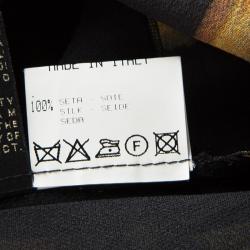 MADE IN ITALY
100% SETA - SOIE
SILK - SEIDE
SEDA
F